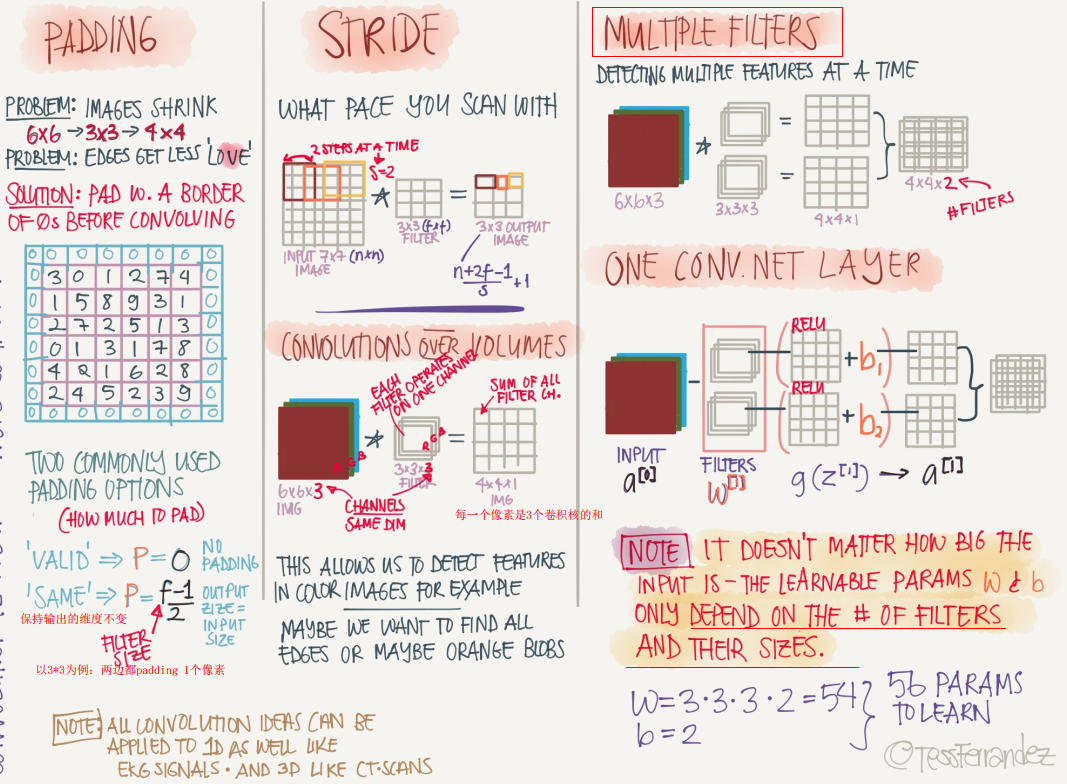 PADDING
PROBLEM: IMAGES SHRINK
6x6 → 3x3 → 4x4
PROBLEM: EDGES GET LESS 'LOVE'
SOLUTION: PAD W. A BORDER
OF 0s BEFORE CONVOLVING
0 0 0 0 0 0 0 0
0 3 0 1 2 7 4 0
0 1 5 8 9 3 1 0
0 2 7 2 5 1 3 0
0 0 1 3 1 7 8 0
0 4 2 1 6 2 8 0
0 2 4 5 2 3 9 0
0 0 0 0 0 0 0 0
TWO COMMONLY USED
PADDING OPTIONS
(HOW MUCH TO PAD)
'VALID' ⇒ P = 0 NO
PADDING
'SAME' ⇒ P = f-1/2 OUTPUT
SIZE =
INPUT
SIZE
保持输出的维度不变
FILTER
SIZE
以3*3为例：两边都padding 1个像素
NOTE: ALL CONVOLUTION IDEAS CAN BE
APPLIED TO 1D AS WELL LIKE
EKG SIGNALS · AND 3D LIKE CT-SCANS
STRIDE
WHAT PACE YOU SCAN WITH
2 STEPS AT A TIME
S=2
* =
INPUT 7x7 (nxn)
IMAGE
3x3 (fxf)
FILTER
3x3 OUTPUT
IMAGE
n+2f-1/s +1
CONVOLUTIONS OVER VOLUMES
EACH
FILTER OPERATES
ON ONE CHANNEL
SUM OF ALL
FILTER CH.
R G B
* =
R G B
6x6x3
IMG
3x3x3
FILTER
4x4x1
IMG
CHANNELS
SAME DIM
每一个像素是3个卷积核的和
THIS ALLOWS US TO DETECT FEATURES
IN COLOR IMAGES FOR EXAMPLE
MAYBE WE WANT TO FIND ALL
EDGES OR MAYBE ORANGE BLOBS
MULTIPLE FILTERS
DETECTING MULTIPLE FEATURES AT A TIME
* = =
6x6x3
3x3x3
4x4x1
4x4x2
#FILTERS
ONE CONV. NET LAYER
RELU
( + b₁)
RELU
( + b₂)
INPUT
a[0]
FILTERS
W[1]
g(z[1]) → a[1]
NOTE IT DOESN'T MATTER HOW BIG THE
INPUT IS - THE LEARNABLE PARAMS W & b
ONLY DEPEND ON THE # OF FILTERS
AND THEIR SIZES.
W = 3·3·3·2 = 54
b = 2
56 PARAMS
TO LEARN
©TessFerrandez